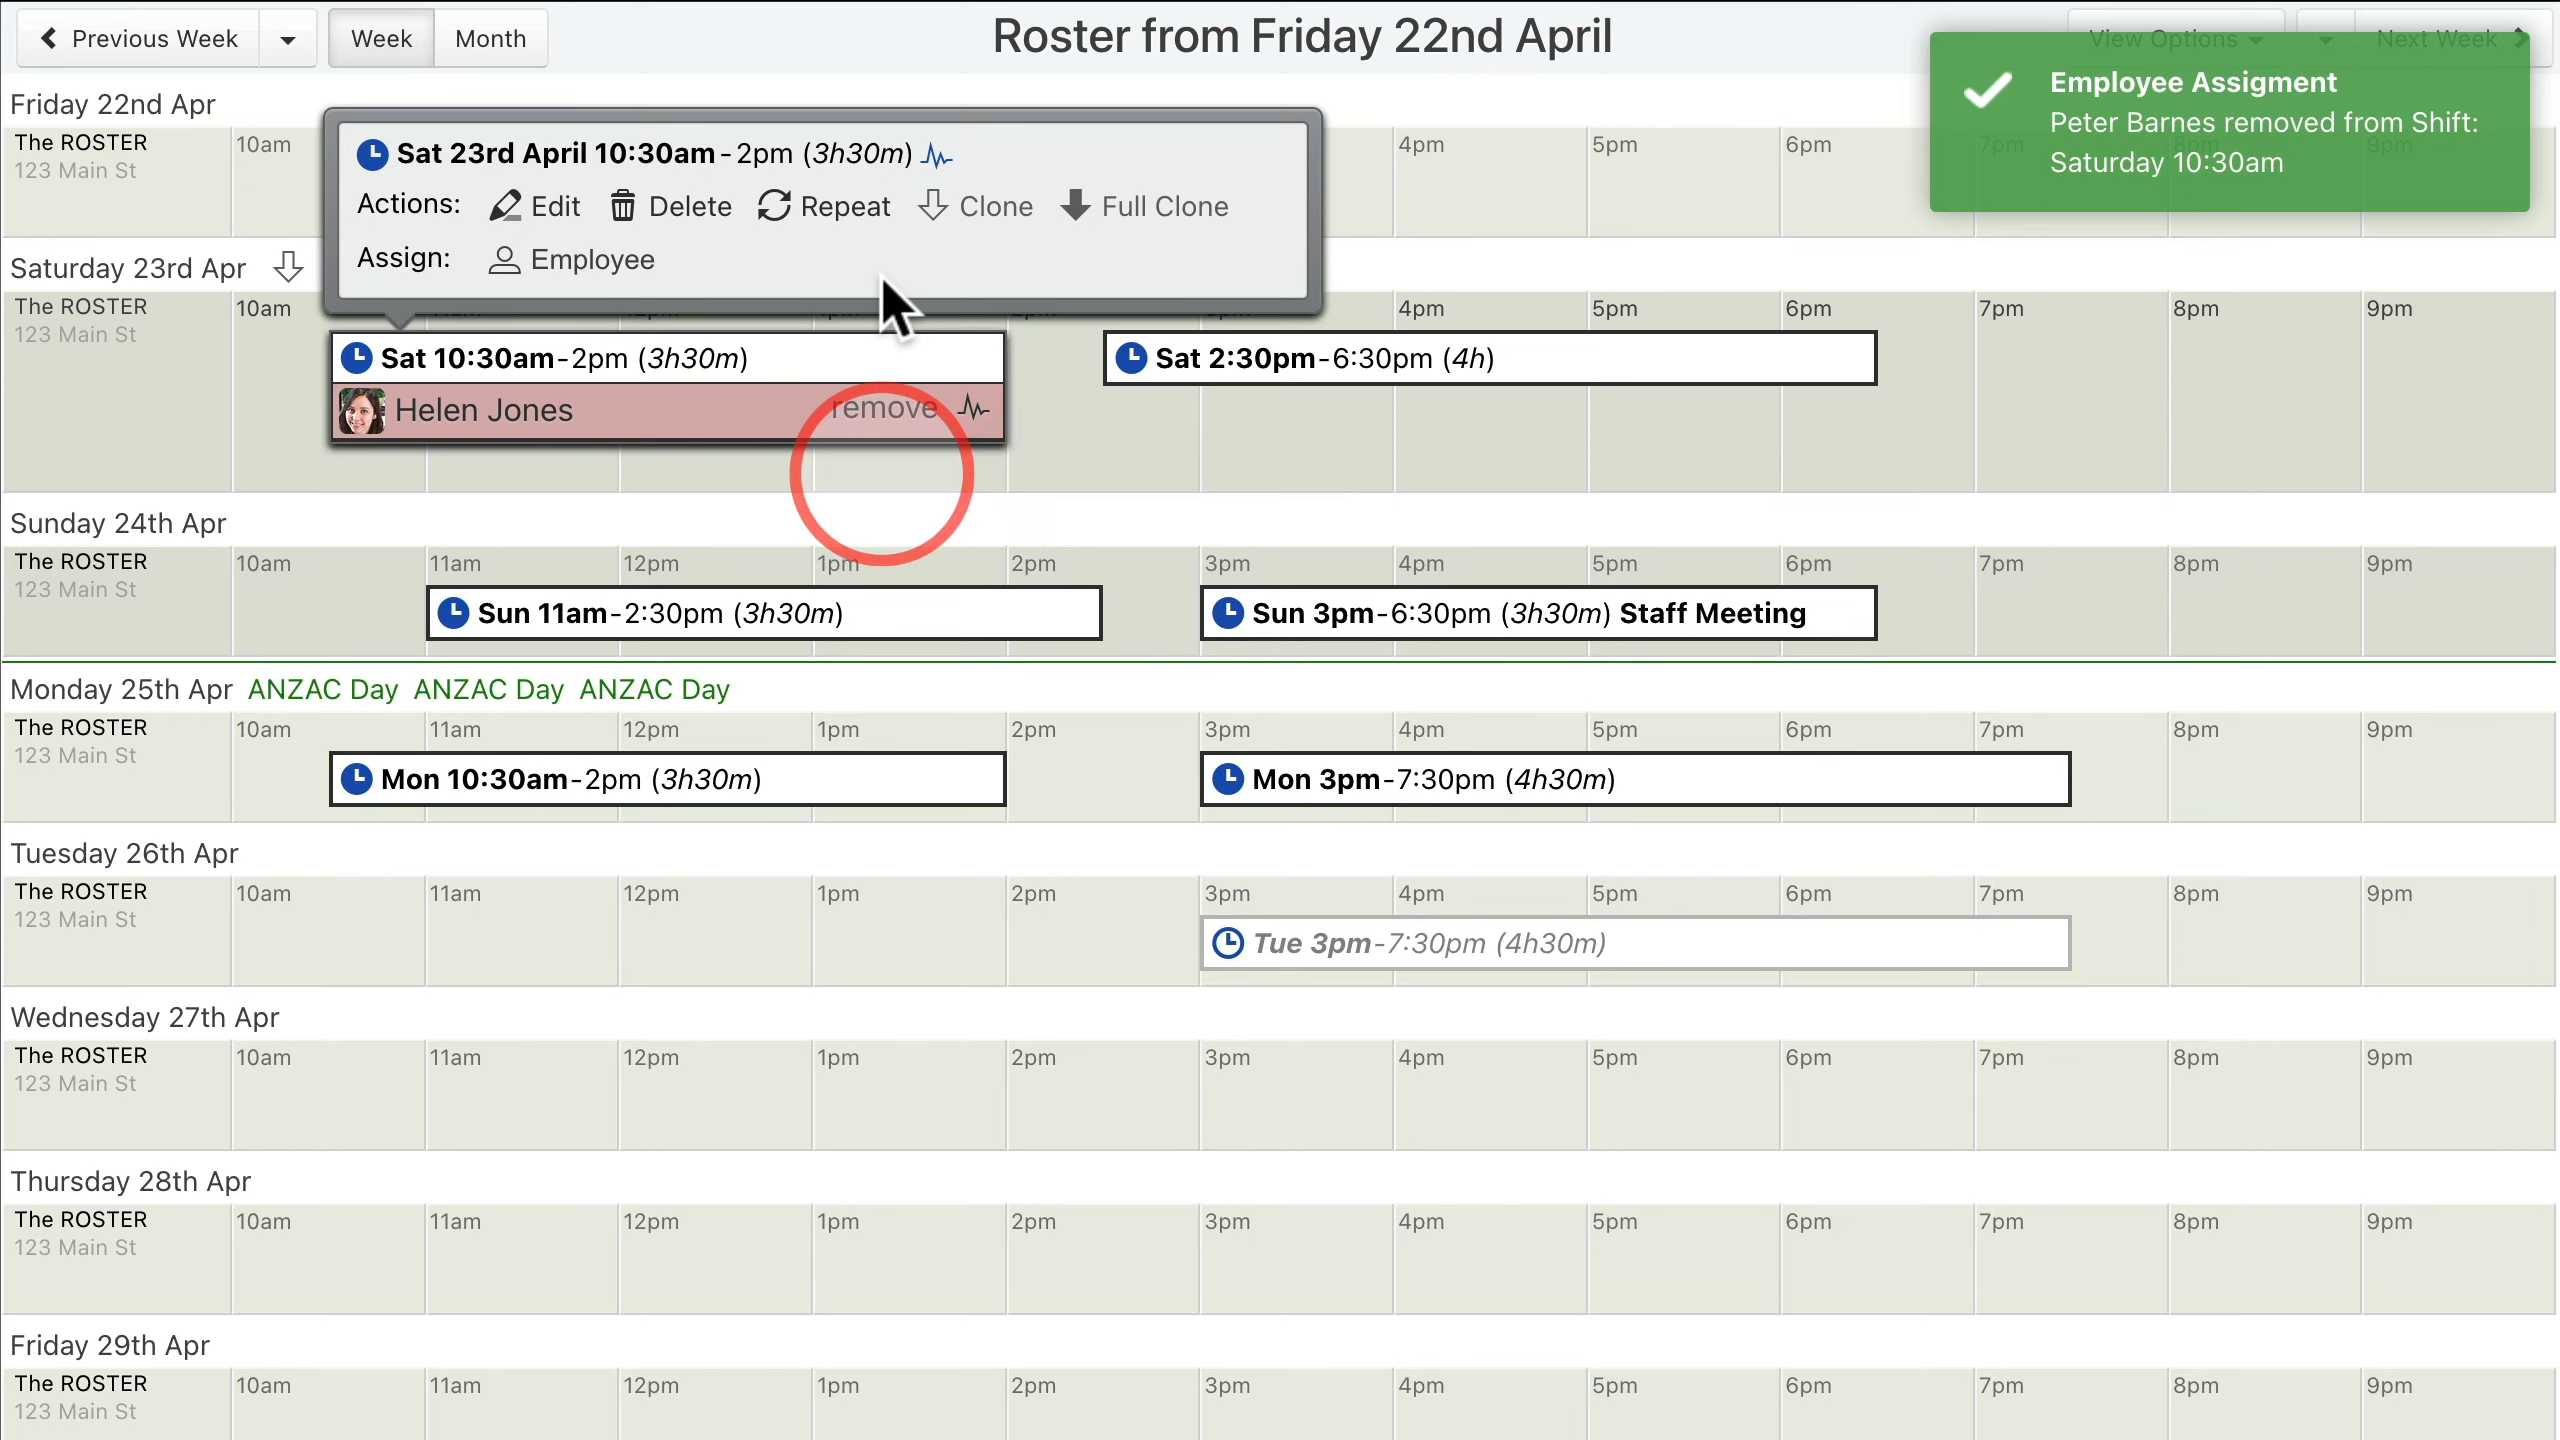 Previous Week
Week
Month
Roster from Friday 22nd April
View Options
Next Week
Employee Assigment
Peter Barnes removed from Shift:
Saturday 10:30am
Friday 22nd Apr
The ROSTER
123 Main St
10am 4pm 5pm 6pm 7pm 8pm 9pm
Sat 23rd April 10:30am-2pm (3h30m)
Actions: Edit Delete Repeat Clone Full Clone
Assign: Employee
Saturday 23rd Apr
The ROSTER
123 Main St
10am 4pm 5pm 6pm 7pm 8pm 9pm
Sat 10:30am-2pm (3h30m)
Helen Jones remove
Sat 2:30pm-6:30pm (4h)
Sunday 24th Apr
The ROSTER
123 Main St
10am 11am 12pm 1pm 2pm 3pm 4pm 5pm 6pm 7pm 8pm 9pm
Sun 11am-2:30pm (3h30m)
Sun 3pm-6:30pm (3h30m) Staff Meeting
Monday 25th Apr ANZAC Day ANZAC Day ANZAC Day
The ROSTER
123 Main St
10am 11am 12pm 1pm 2pm 3pm 4pm 5pm 6pm 7pm 8pm 9pm
Mon 10:30am-2pm (3h30m)
Mon 3pm-7:30pm (4h30m)
Tuesday 26th Apr
The ROSTER
123 Main St
10am 11am 12pm 1pm 2pm 3pm 4pm 5pm 6pm 7pm 8pm 9pm
Tue 3pm-7:30pm (4h30m)
Wednesday 27th Apr
The ROSTER
123 Main St
10am 11am 12pm 1pm 2pm 3pm 4pm 5pm 6pm 7pm 8pm 9pm
Thursday 28th Apr
The ROSTER
123 Main St
10am 11am 12pm 1pm 2pm 3pm 4pm 5pm 6pm 7pm 8pm 9pm
Friday 29th Apr
The ROSTER
123 Main St
10am 11am 12pm 1pm 2pm 3pm 4pm 5pm 6pm 7pm 8pm 9pm